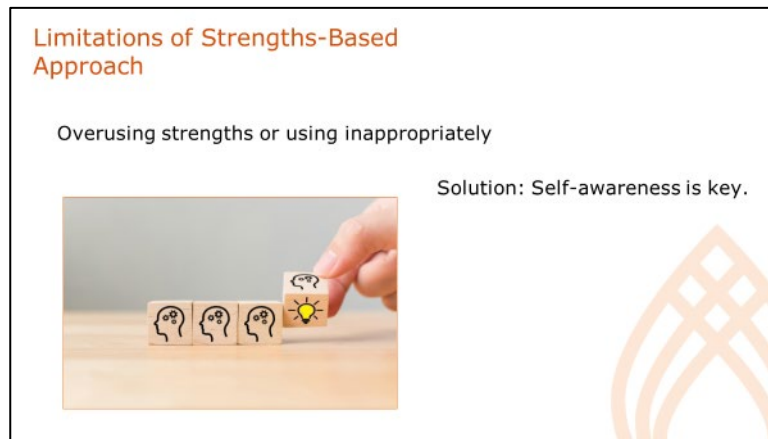 Limitations of Strengths-Based
Approach
Overusing strengths or using inappropriately
Solution: Self-awareness is key.